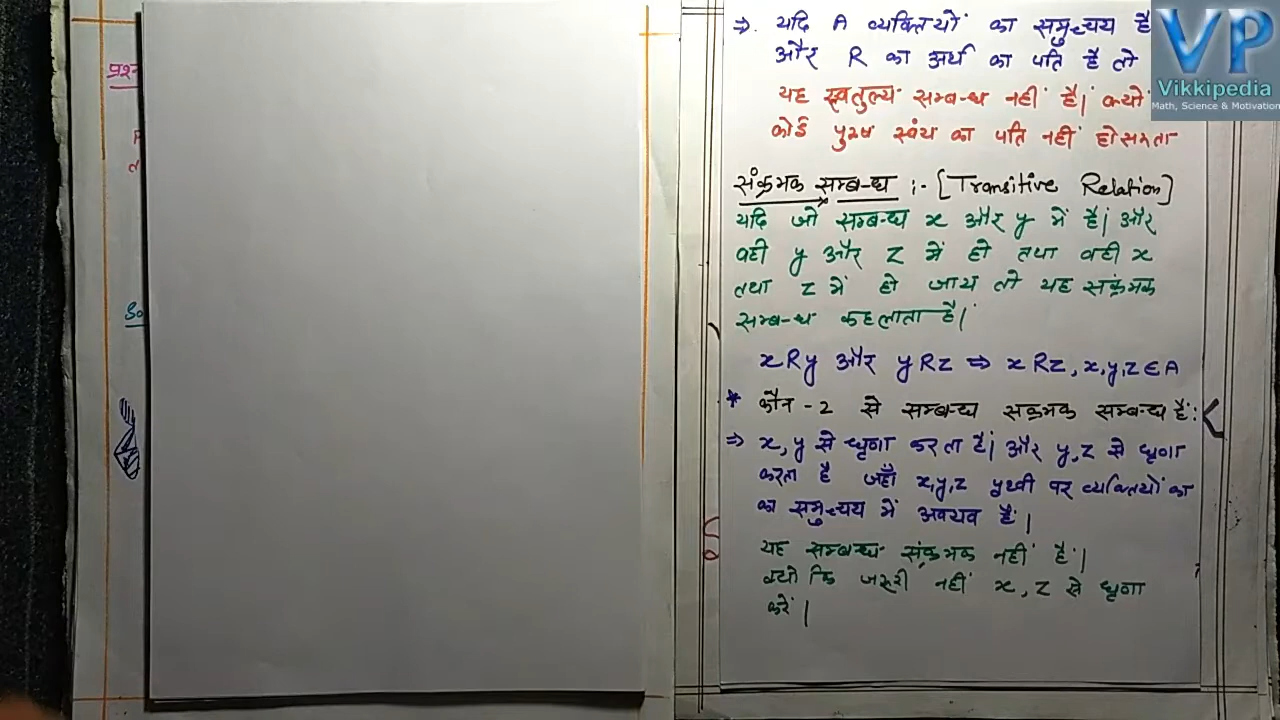 प्रश्न
So
⇒ यदि A व्यक्तियों का समुच्चय है
और R का अर्थ का पति है तो
यह स्वतुल्य सम्बन्ध नहीं है। क्यों
कोई पुरुष स्वंय का पति नहीं हो सकता
संक्रमक सम्बन्ध :- [Transitive Relation]
यदि जो सम्बन्ध x और y में है। और
वही y और z में हो तथा वही x
तथा z में हो जाय तो यह संक्रमक
सम्बन्ध कहलाता है।
xRy और yRz ⇒ xRz, x,y,z∈A
* कौन-2 से सम्बन्ध संक्रमक सम्बन्ध हैं:
⇒ x, y से घृणा करता है। और y, z से घृणा
करता है जहाँ x,y,z पृथ्वी पर व्यक्तियों का
का समुच्चय में अवयव हैं।
यह सम्बन्ध संक्रमक नहीं है।
क्यो कि जरूरी नहीं x, z से घृणा
करें।
VP
Vikkipedia
Math, Science & Motivation